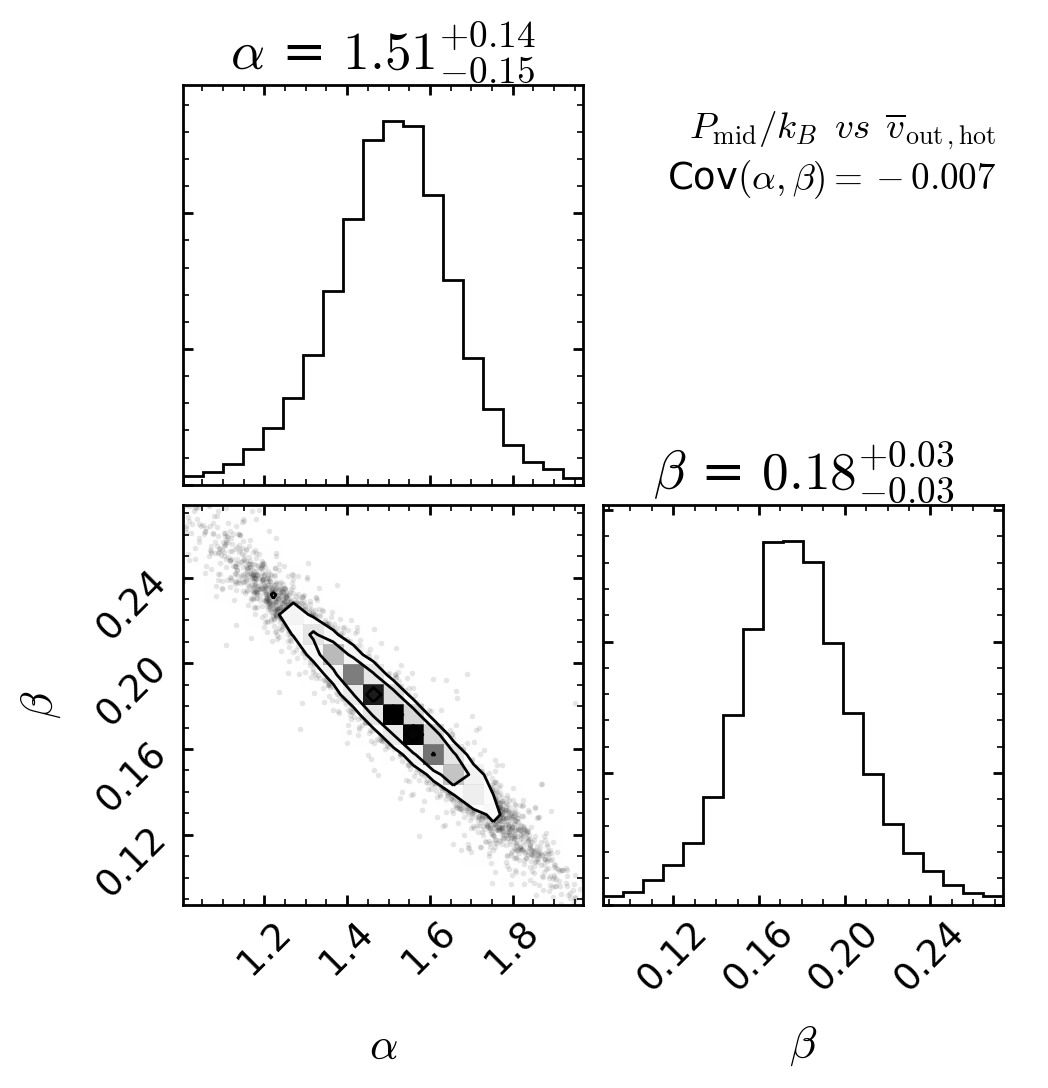 α = 1.51 +0.14 −0.15
P_mid/k_B vs v̅_out,hot
Cov(α, β) = −0.007
β = 0.18 +0.03 −0.03
β
0.24
0.20
0.16
0.12
1.2 1.4 1.6 1.8
0.12 0.16 0.20 0.24
α
β